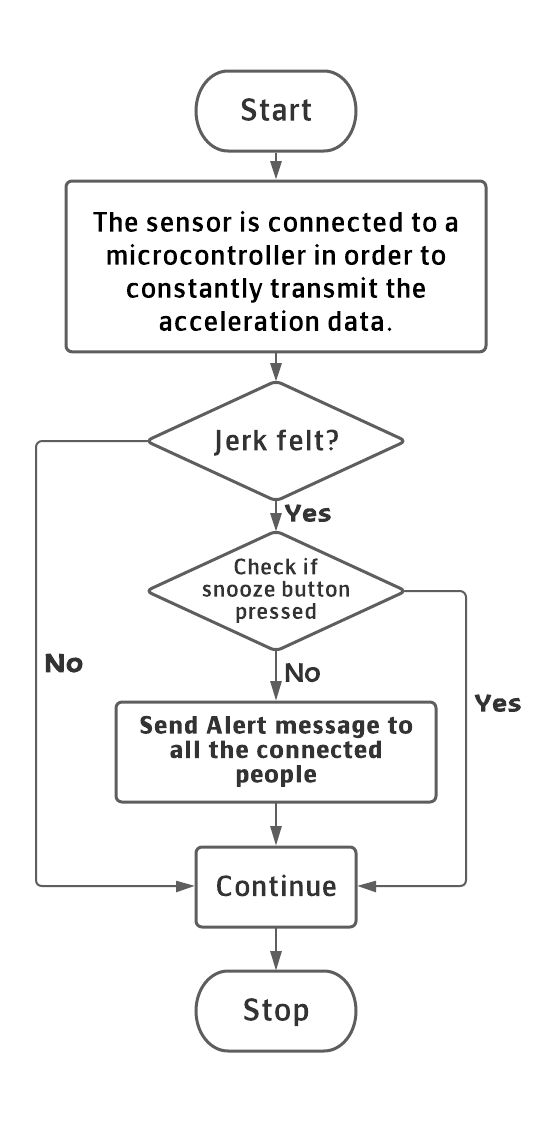 Start
The sensor is connected to a
microcontroller in order to
constantly transmit the
acceleration data.
Jerk felt?
Yes
Check if
snooze button
pressed
No
No
Yes
Send Alert message to
all the connected
people
Continue
Stop